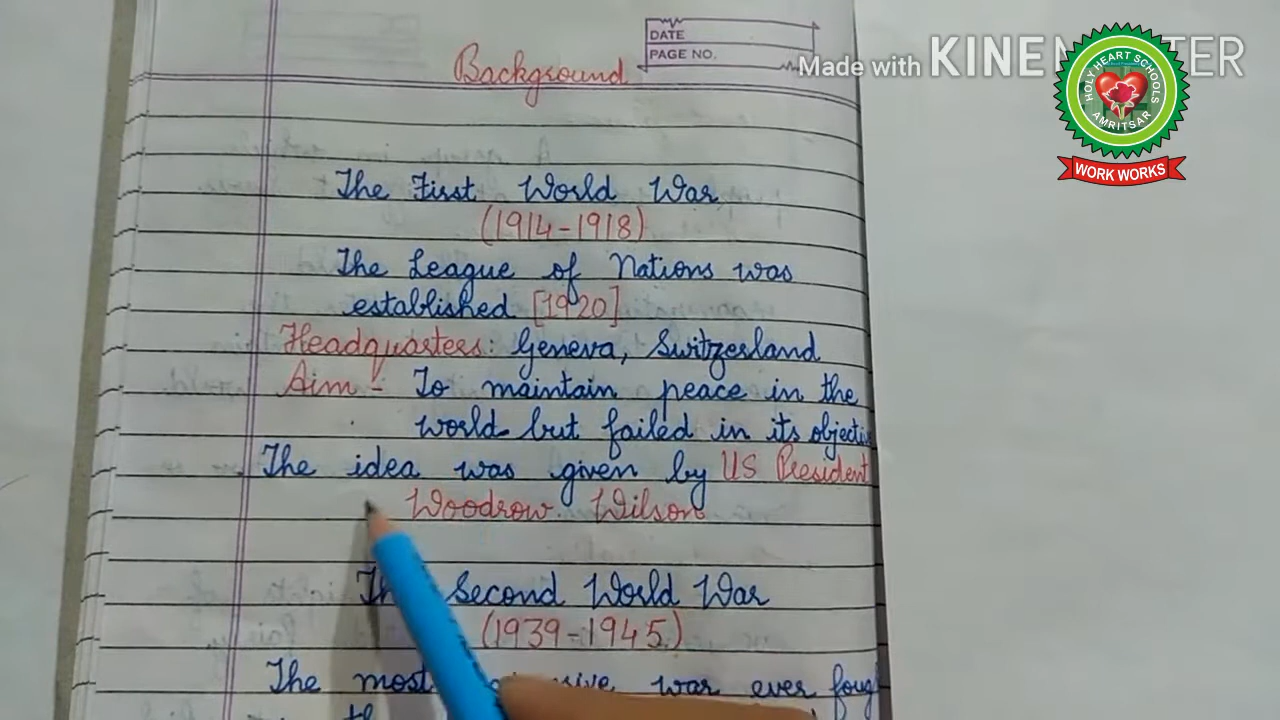 DATE
PAGE NO.
Background
Made with KINEMASTER
HOLY HEART SCHOOLS
AMRITSAR
WORK WORKS
The First World War
(1914-1918)
The League of Nations was
established [1920]
Headquarters: Geneva, Switzerland
Aim - To maintain peace in the
world but failed in its objectiv
The idea was given by US President
Woodrow Wilson
The Second World War
(1939-1945)
The most war ever foug